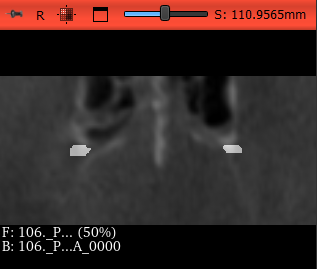 R
S: 110.9565mm
F: 106._P... (50%)
B: 106._P...A_0000